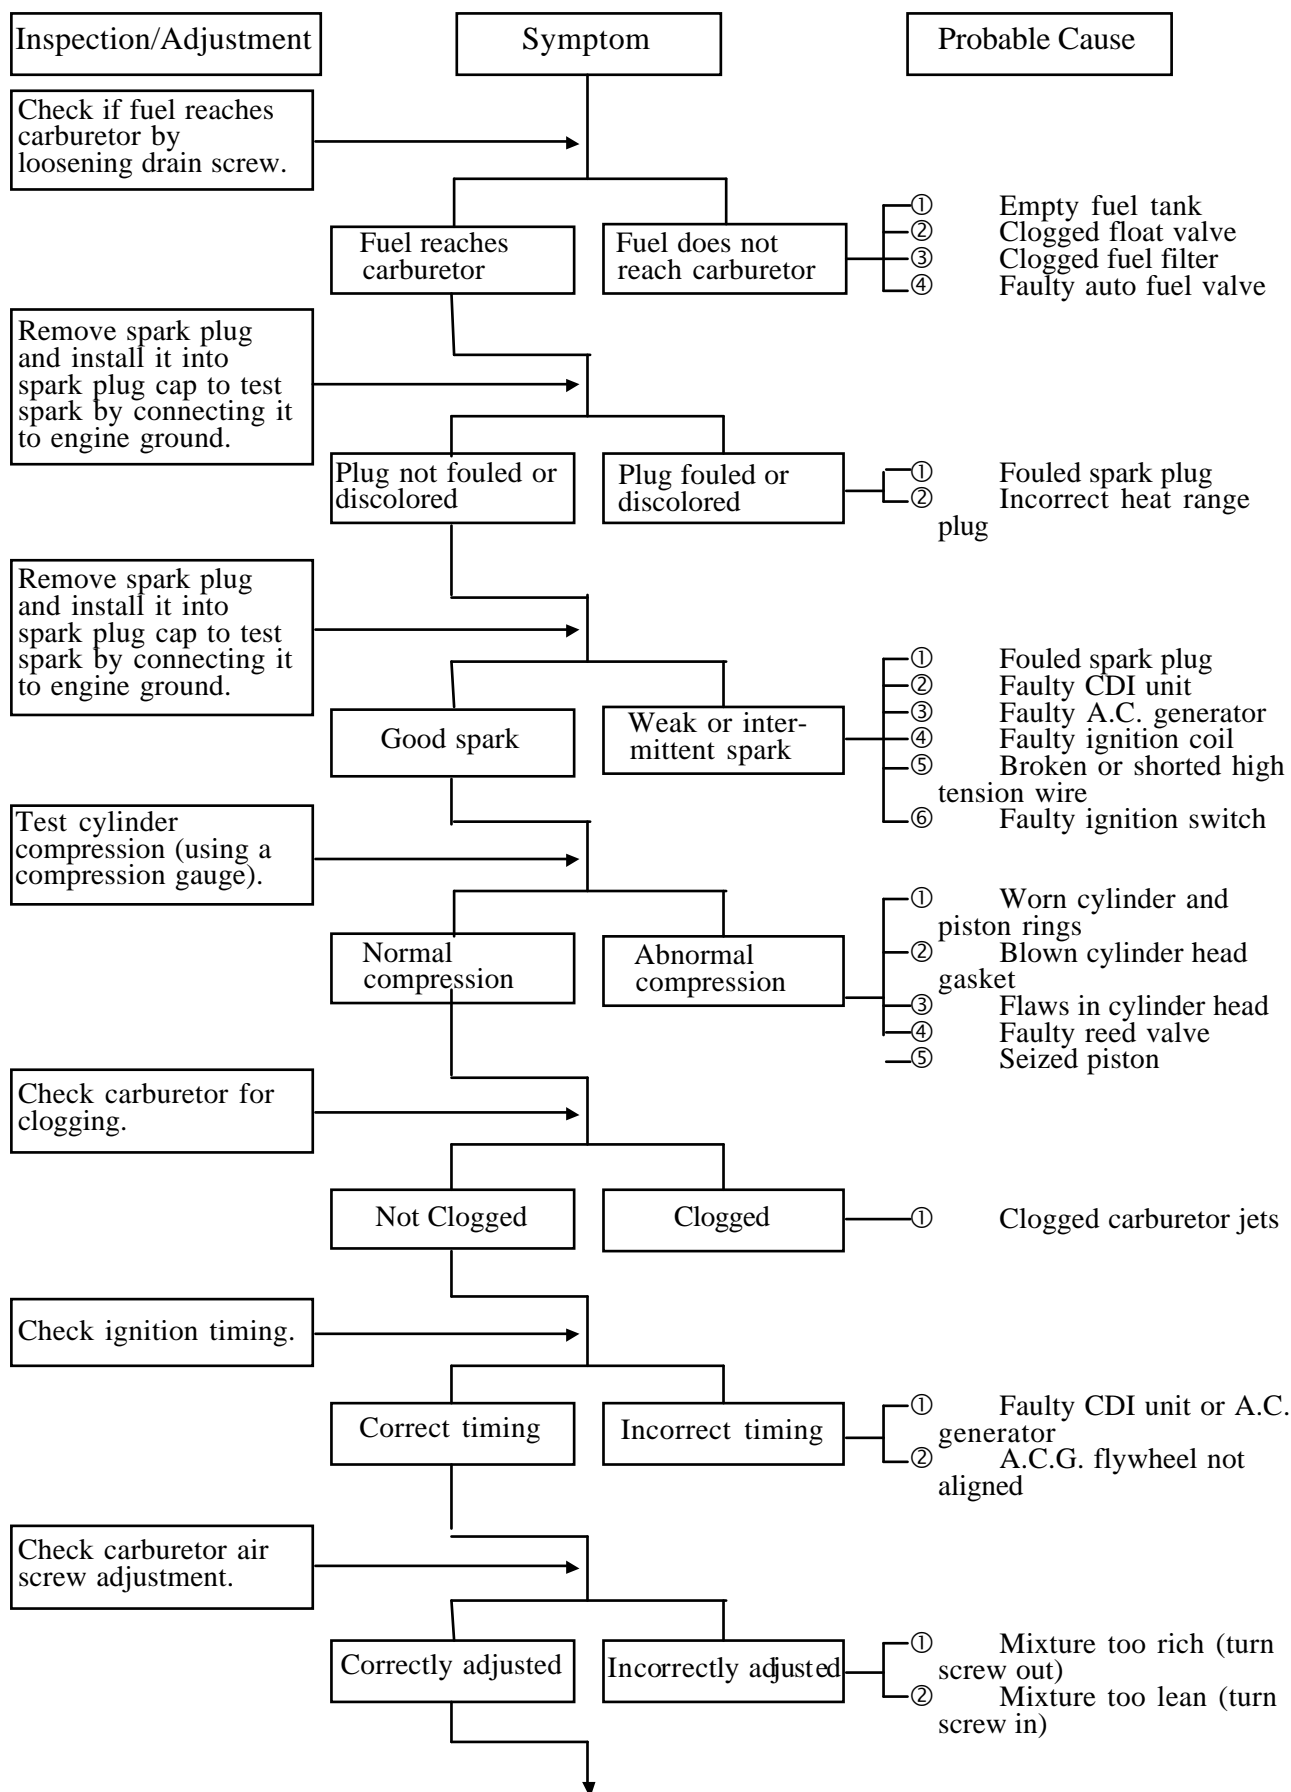 Inspection/Adjustment
Symptom
Probable Cause
Check if fuel reaches
carburetor by
loosening drain screw.
Fuel reaches
carburetor
Fuel does not
reach carburetor
① Empty fuel tank
② Clogged float valve
③ Clogged fuel filter
④ Faulty auto fuel valve
Remove spark plug
and install it into
spark plug cap to test
spark by connecting it
to engine ground.
Plug not fouled or
discolored
Plug fouled or
discolored
① Fouled spark plug
② Incorrect heat range
plug
Remove spark plug
and install it into
spark plug cap to test
spark by connecting it
to engine ground.
Good spark
Weak or inter-
mittent spark
① Fouled spark plug
② Faulty CDI unit
③ Faulty A.C. generator
④ Faulty ignition coil
⑤ Broken or shorted high
tension wire
⑥ Faulty ignition switch
Test cylinder
compression (using a
compression gauge).
Normal
compression
Abnormal
compression
① Worn cylinder and
piston rings
② Blown cylinder head
gasket
③ Flaws in cylinder head
④ Faulty reed valve
⑤ Seized piston
Check carburetor for
clogging.
Not Clogged
Clogged
① Clogged carburetor jets
Check ignition timing.
Correct timing
Incorrect timing
① Faulty CDI unit or A.C.
generator
② A.C.G. flywheel not
aligned
Check carburetor air
screw adjustment.
Correctly adjusted
Incorrectly adjusted
① Mixture too rich (turn
screw out)
② Mixture too lean (turn
screw in)